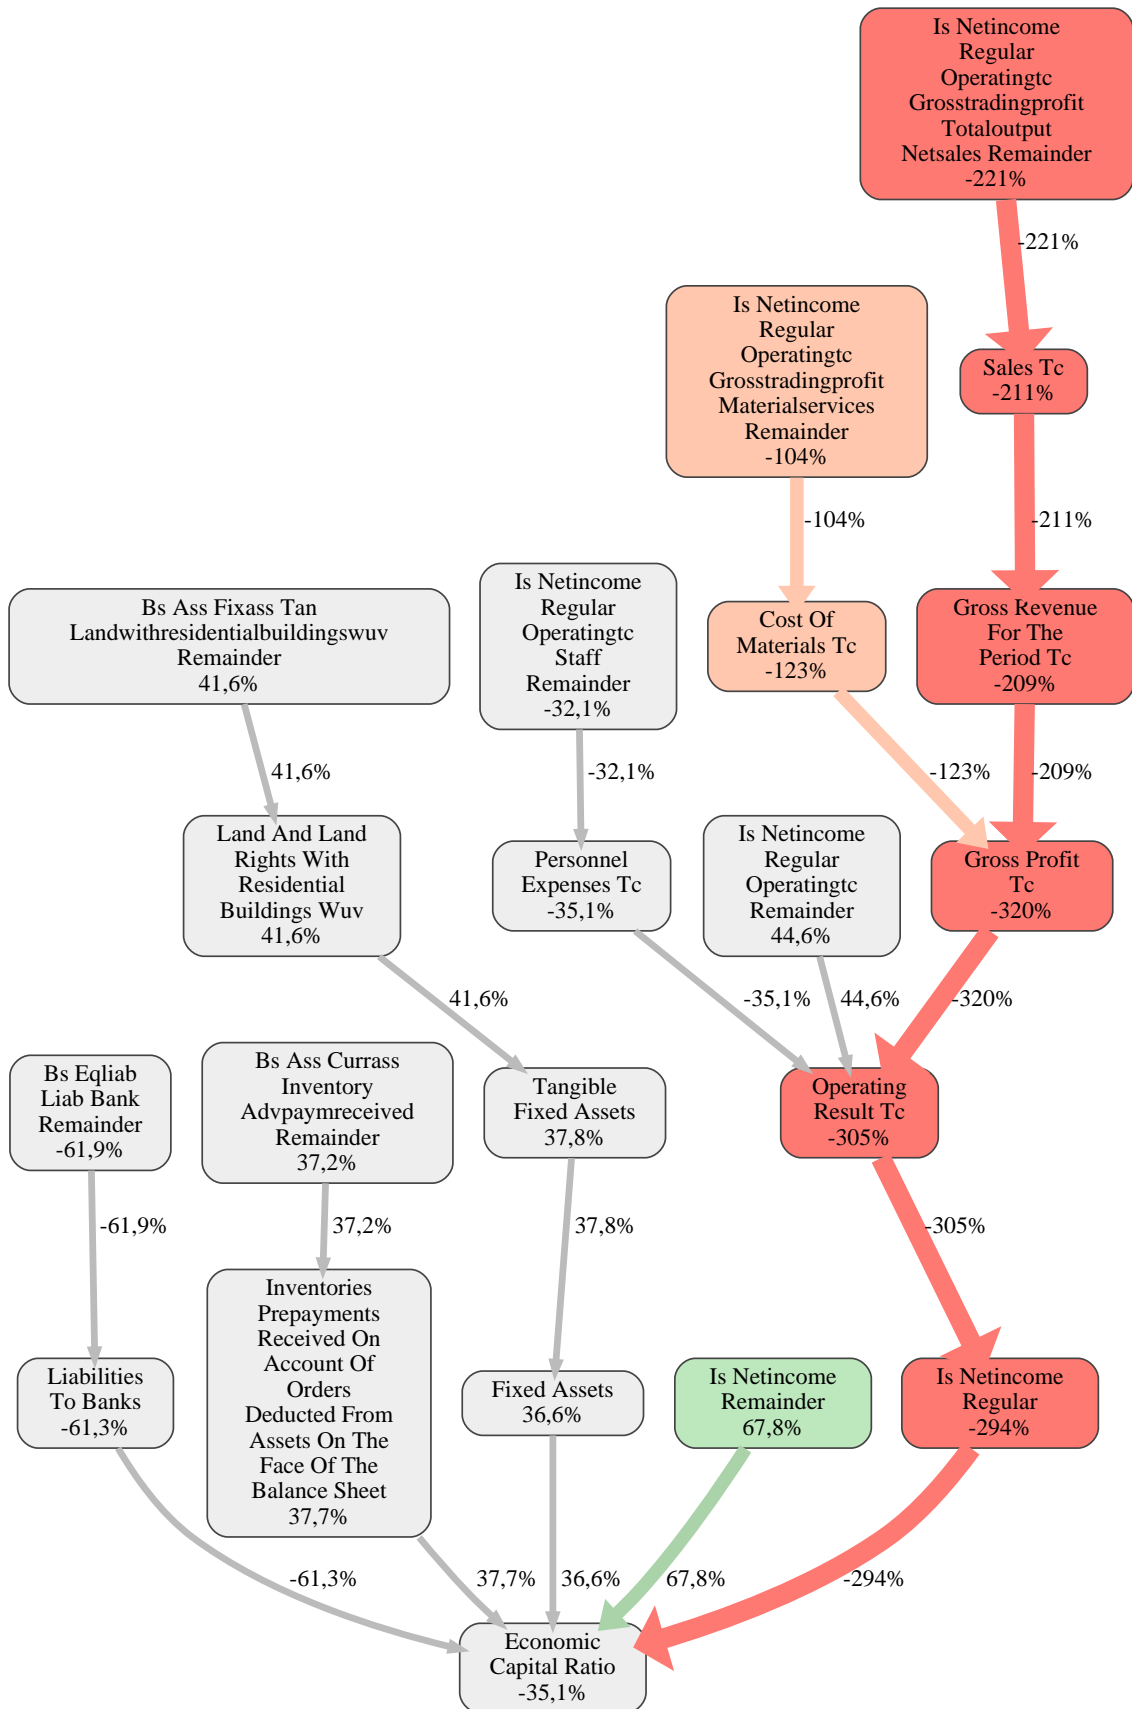 Is Netincome
Regular
Operatingtc
Grosstradingprofit
Totaloutput
Netsales Remainder
-221%
-221%
Is Netincome
Regular
Operatingtc
Grosstradingprofit
Materialservices
Remainder
-104%
Sales Tc
-211%
-104%
-211%
Bs Ass Fixass Tan
Landwithresidentialbuildingswuv
Remainder
41,6%
Is Netincome
Regular
Operatingtc
Staff
Remainder
-32,1%
Cost Of
Materials Tc
-123%
Gross Revenue
For The
Period Tc
-209%
41,6%
-32,1%
-123%
-209%
Land And Land
Rights With
Residential
Buildings Wuv
41,6%
Personnel
Expenses Tc
-35,1%
Is Netincome
Regular
Operatingtc
Remainder
44,6%
Gross Profit
Tc
-320%
41,6%
-35,1%
44,6%
-320%
Bs Eqliab
Liab Bank
Remainder
-61,9%
Bs Ass Currass
Inventory
Advpaymreceived
Remainder
37,2%
Tangible
Fixed Assets
37,8%
Operating
Result Tc
-305%
-61,9%
37,2%
37,8%
-305%
Liabilities
To Banks
-61,3%
Inventories
Prepayments
Received On
Account Of
Orders
Deducted From
Assets On The
Face Of The
Balance Sheet
37,7%
Fixed Assets
36,6%
Is Netincome
Remainder
67,8%
Is Netincome
Regular
-294%
-61,3%
37,7%
36,6%
67,8%
-294%
Economic
Capital Ratio
-35,1%